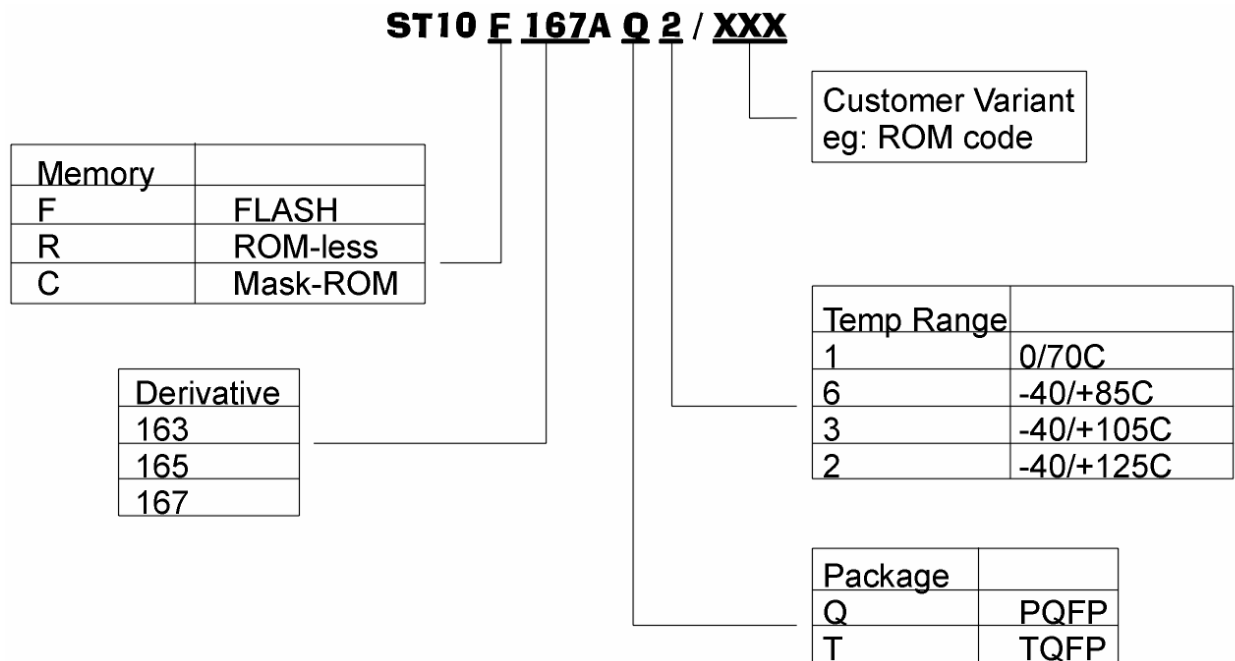 ST10 F 167A Q 2 / XXX
Customer Variant
eg: ROM code
Memory
F FLASH
R ROM-less
C Mask-ROM
Temp Range
1 0/70C
6 -40/+85C
3 -40/+105C
2 -40/+125C
Derivative
163
165
167
Package
Q PQFP
T TQFP